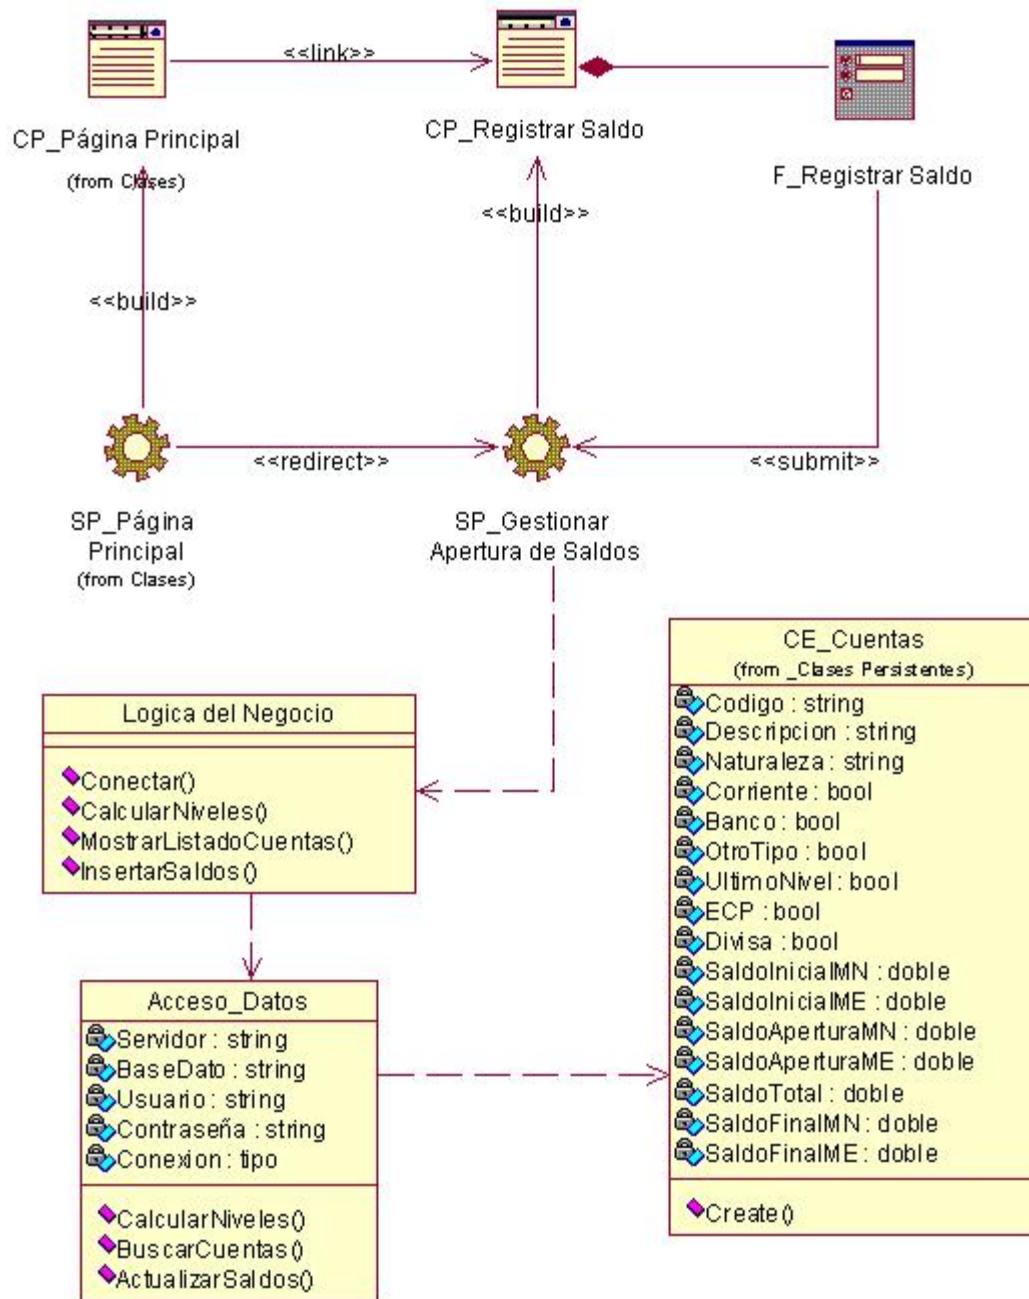 <<link>>
CP_Página Principal
(from Clases)
CP_Registrar Saldo
F_Registrar Saldo
<<build>>
<<build>>
<<redirect>>
<<submit>>
SP_Página
Principal
(from Clases)
SP_Gestionar
Apertura de Saldos
Logica del Negocio
Conectar()
CalcularNiveles()
MostrarListadoCuentas()
InsertarSaldos()
Acceso_Datos
Servidor : string
BaseDato : string
Usuario : string
Contraseña : string
Conexion : tipo
CalcularNiveles()
BuscarCuentas()
ActualizarSaldos()
CE_Cuentas
(from _Clases Persistentes)
Codigo : string
Descripcion : string
Naturaleza : string
Corriente : bool
Banco : bool
OtroTipo : bool
UltimoNivel : bool
ECP : bool
Divisa : bool
SaldoInicialMN : doble
SaldoInicialME : doble
SaldoAperturaMN : doble
SaldoAperturaME : doble
SaldoTotal : doble
SaldoFinalMN : doble
SaldoFinalME : doble
Create()